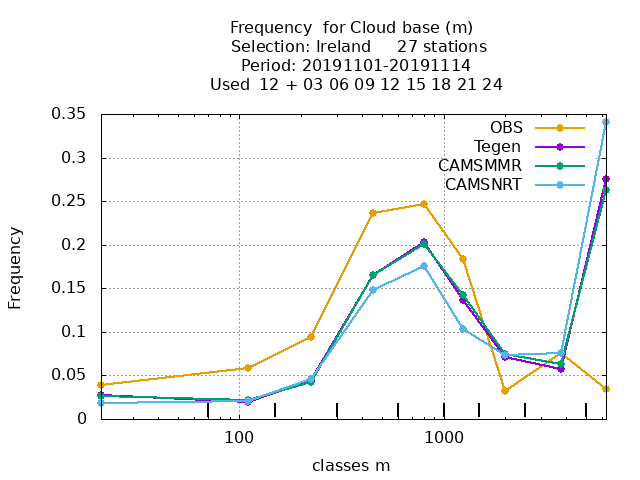 Frequency  for Cloud base (m)
Selection: Ireland     27 stations
Period: 20191101-20191114
Used  12 + 03 06 09 12 15 18 21 24
0.35
0.3
0.25
0.2
0.15
0.1
0.05
0
Frequency
OBS
Tegen
CAMSMMR
CAMSNRT
100
1000
classes m